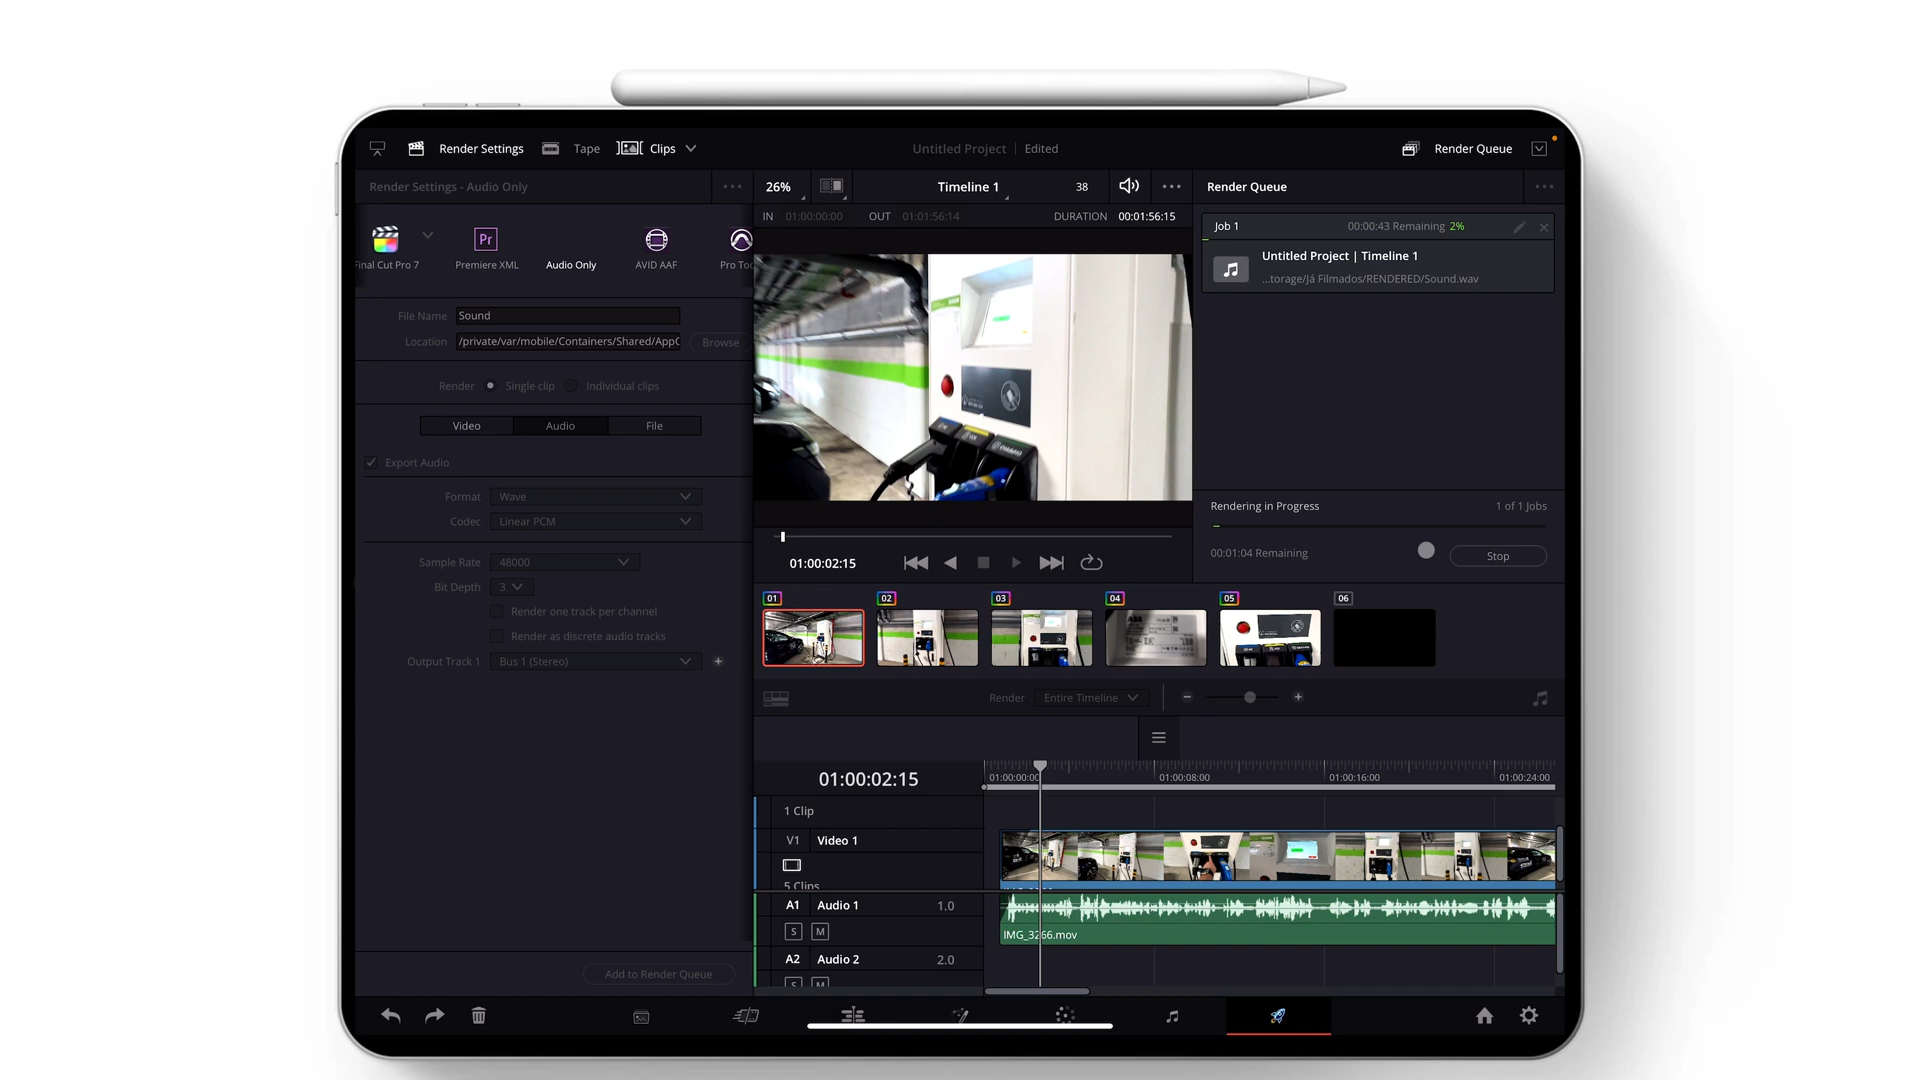 Render Settings
Tape
Clips
Untitled Project
Edited
Render Queue
Render Settings - Audio Only
26%
Timeline 1
38
Render Queue
IN 01:00:00:00 OUT 01:01:56:14 DURATION 00:01:56:15
Final Cut Pro 7
Pr
Premiere XML
Audio Only
AVID AAF
Pro Too
Job 1
00:00:43 Remaining 2%
Untitled Project | Timeline 1
...torage/Já Filmados/RENDERED/Sound.wav
File Name Sound
Location /private/var/mobile/Containers/Shared/App
Browse
Render Single clip Individual clips
Video Audio File
Export Audio
Format Wave
Codec Linear PCM
Sample Rate 48000
Bit Depth 3
Render one track per channel
Render as discrete audio tracks
Output Track 1 Bus 1 (Stereo)
Add to Render Queue
Rendering in Progress
1 of 1 Jobs
00:01:04 Remaining
Stop
01:00:02:15
01 02 03 04 05 06
Render Entire Timeline
01:00:02:15
01:00:00:00 01:00:08:00 01:00:16:00 01:00:24:00
1 Clip
V1 Video 1
5 Clips
A1 Audio 1 1.0
S M
IMG_3266.mov
A2 Audio 2 2.0
S M